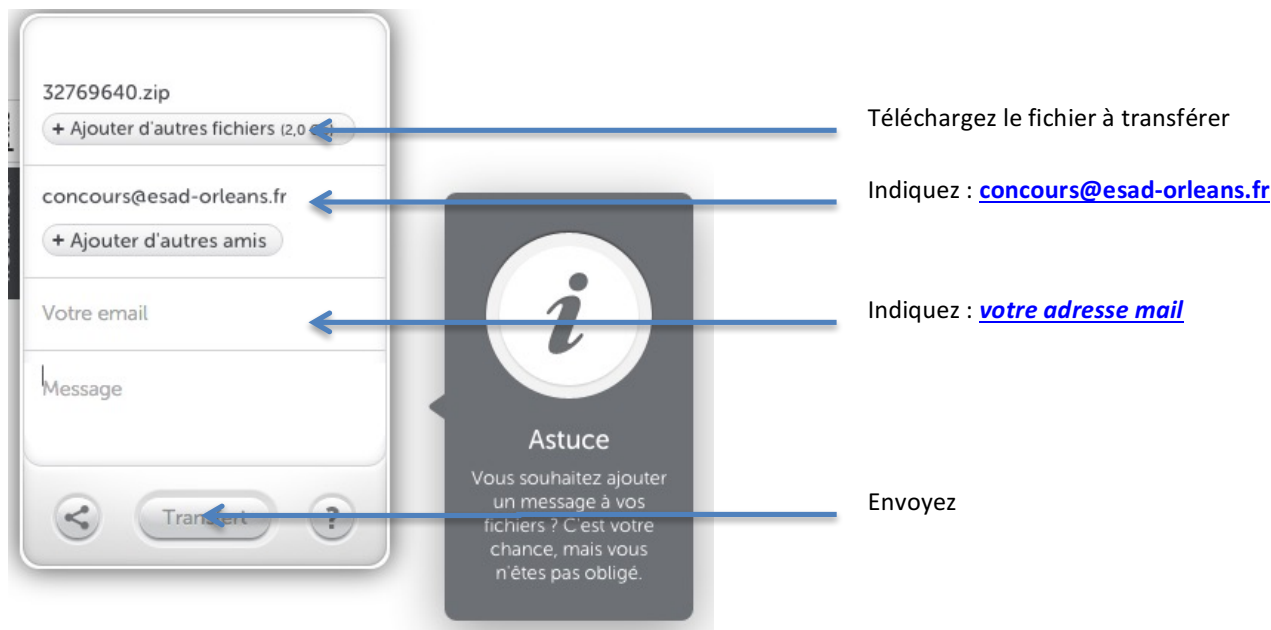 32769640.zip
+ Ajouter d'autres fichiers (2,0
Téléchargez le fichier à transférer
concours@esad-orleans.fr
Indiquez : concours@esad-orleans.fr
+ Ajouter d'autres amis
Votre email
Indiquez : votre adresse mail
Message
i
Astuce
Vous souhaitez ajouter
un message à vos
fichiers ? C'est votre
chance, mais vous
n'êtes pas obligé.
Transfert
?
Envoyez